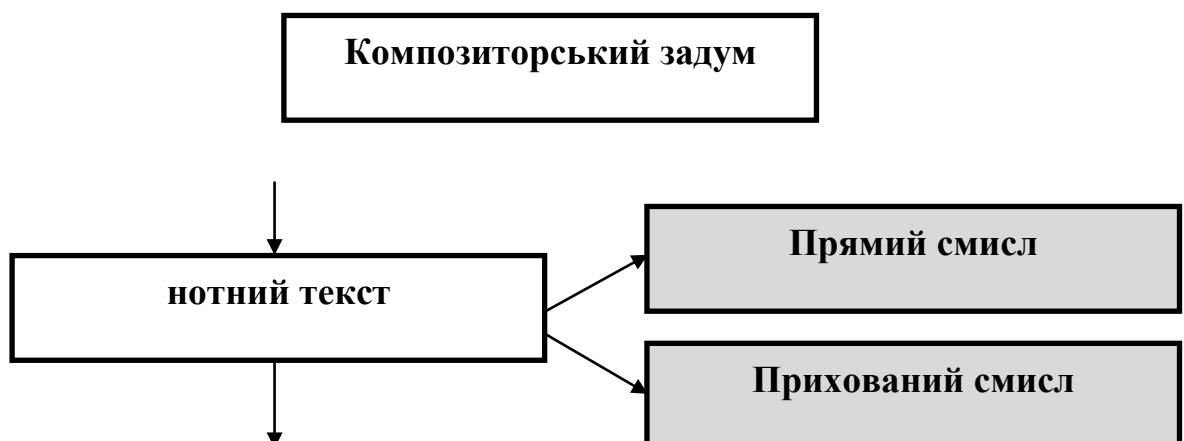 Композиторський задум
Прямий смисл
нотний текст
Прихований смисл